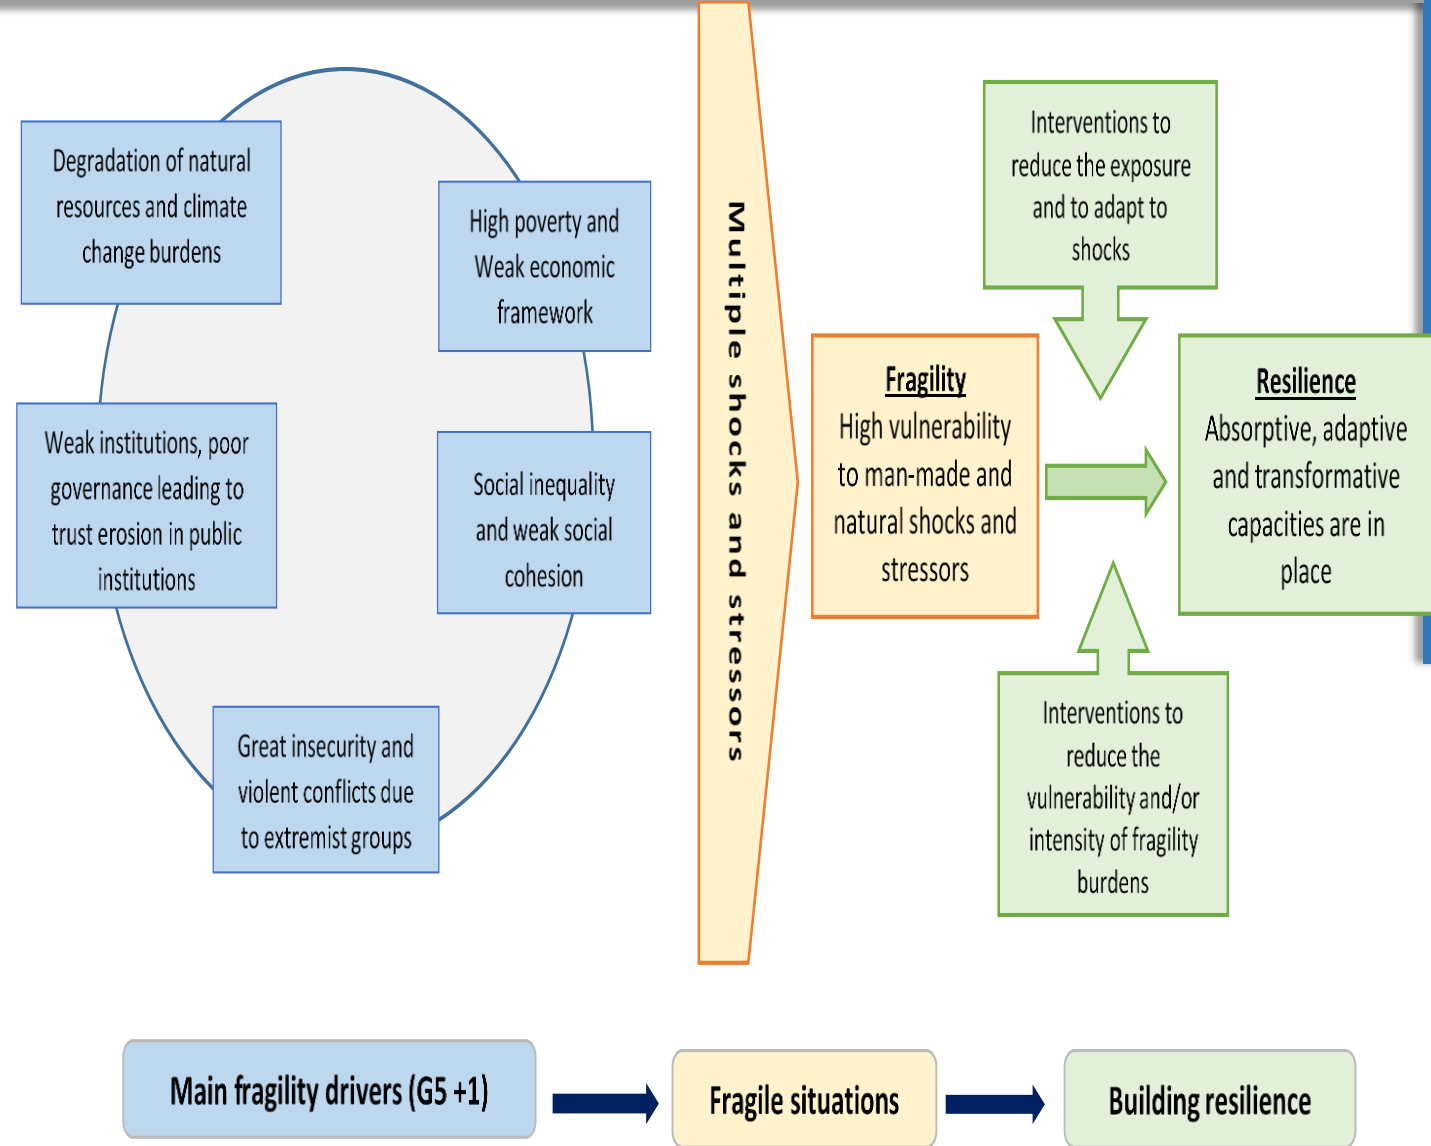 Degradation of natural
resources and climate
change burdens
High poverty and
Weak economic
framework
Weak institutions, poor
governance leading to
trust erosion in public
institutions
Social inequality
and weak social
cohesion
Great insecurity and
violent conflicts due
to extremist groups
Multiple shocks and stressors
Interventions to
reduce the exposure
and to adapt to
shocks
Fragility
High vulnerability
to man-made and
natural shocks and
stressors
Resilience
Absorptive, adaptive
and transformative
capacities are in
place
Interventions to
reduce the
vulnerability and/or
intensity of fragility
burdens
Main fragility drivers (G5 +1)
Fragile situations
Building resilience